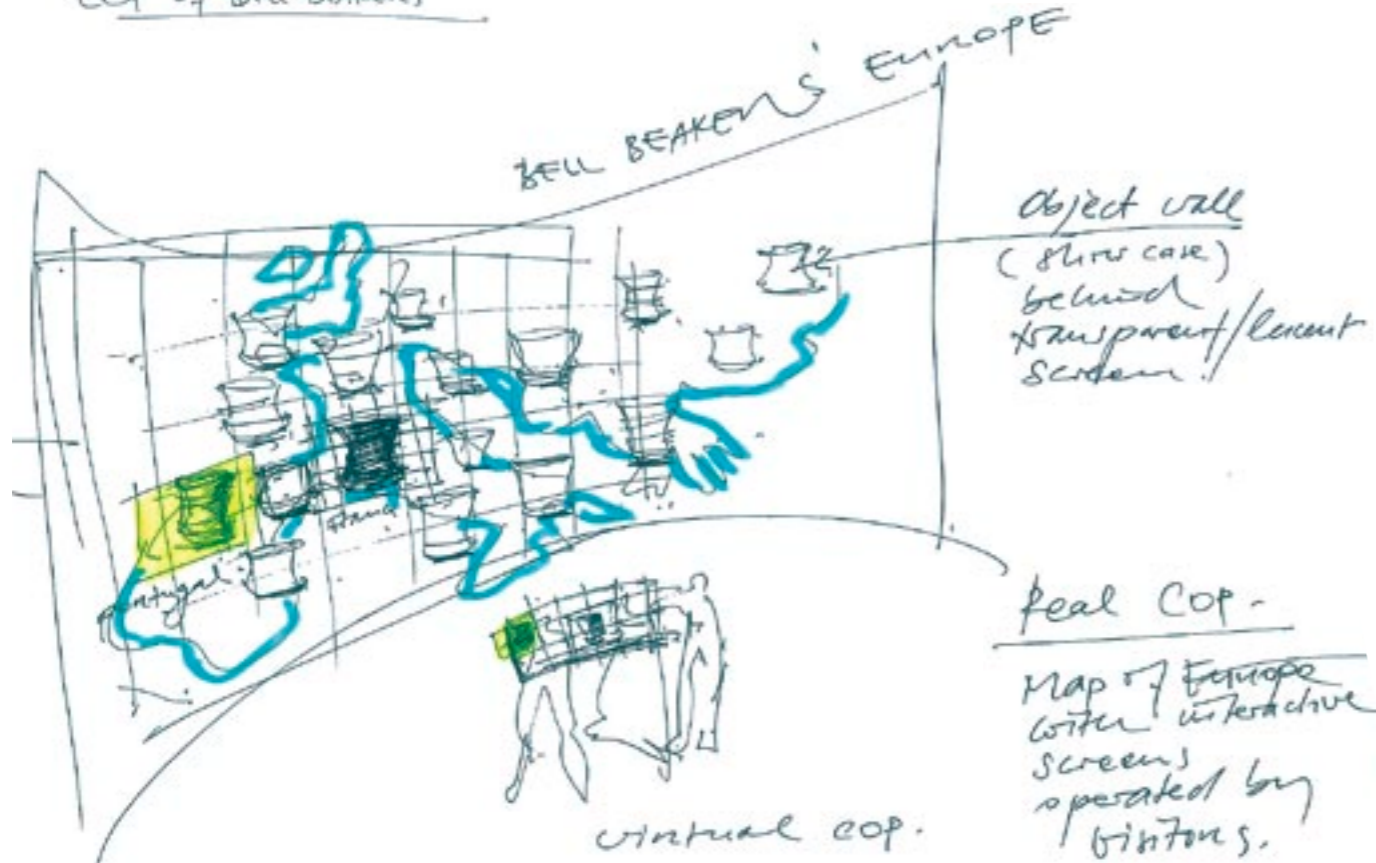 BELL BEAKERS' EUROPE
Object wall
(show case)
behind
transparent/lucent
screen!
Portugal
France
Real COP.
Map of Europe
with interactive
screens
operated by
visitors.
virtual COP.